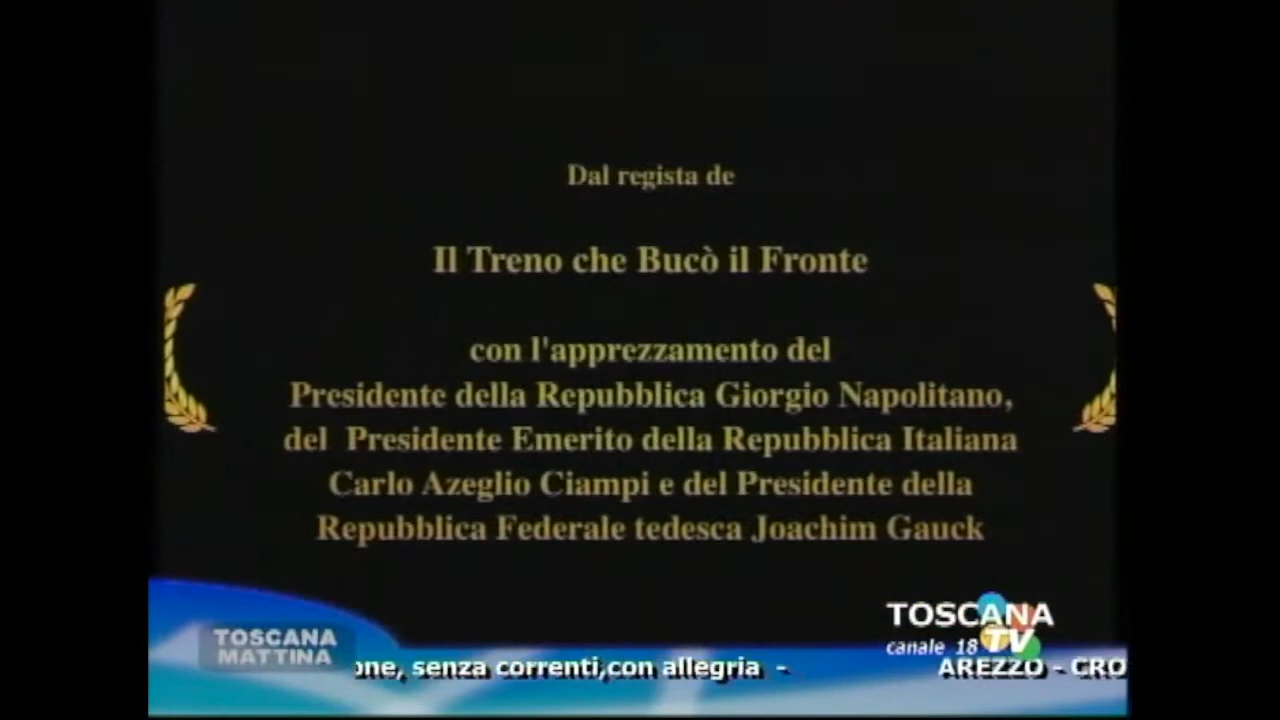 Dal regista de
Il Treno che Bucò il Fronte
con l'apprezzamento del
Presidente della Repubblica Giorgio Napolitano,
del Presidente Emerito della Repubblica Italiana
Carlo Azeglio Ciampi e del Presidente della
Repubblica Federale tedesca Joachim Gauck
TOSCANA
TV
canale 18
TOSCANA
MATTINA
one, senza correnti,con allegria - AREZZO - CRO